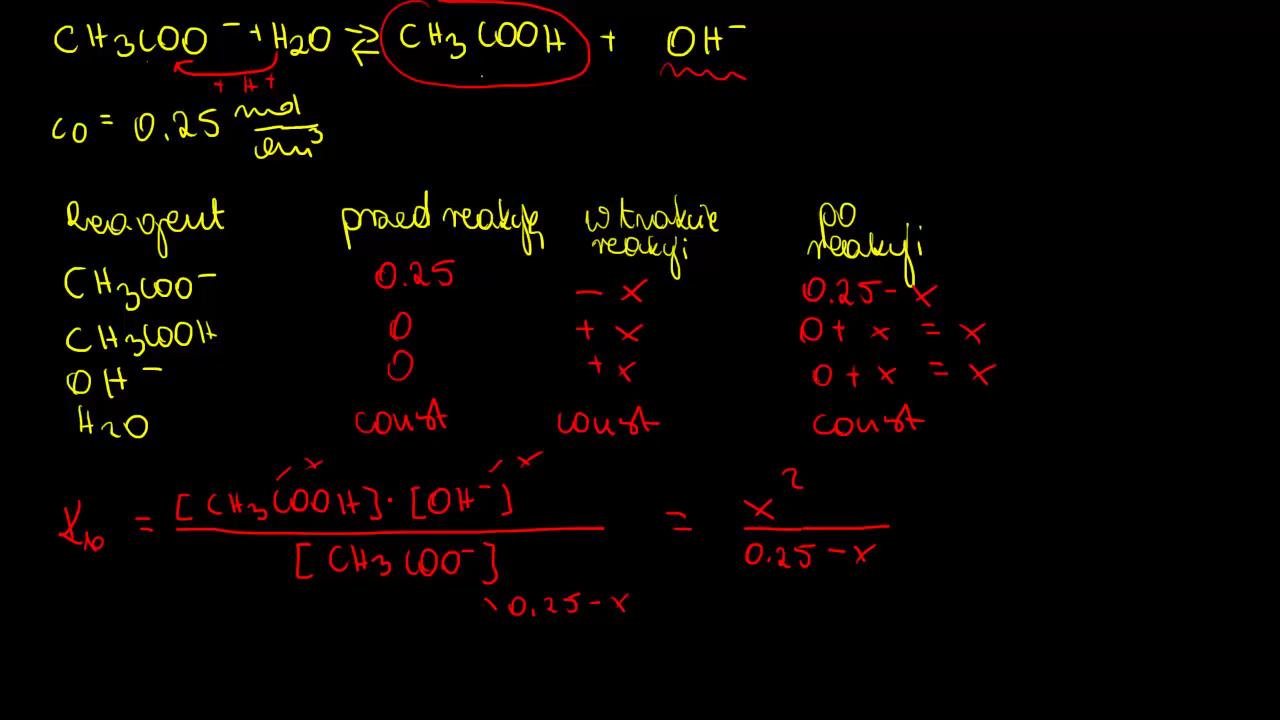 CH3COO⁻ + H2O ⇄ CH3COOH + OH⁻
+ H+
c0 = 0.25 mol/dm³
Reagent przed reakcją w trakcie reakcji po reakcji
CH3COO⁻ 0.25 – x 0.25 – x
CH3COOH 0 + x 0 + x = x
OH⁻ 0 + x 0 + x = x
H2O const const const
x x
K = [CH3COOH] · [OH⁻] / [CH3COO⁻] = x² / 0.25 – x
0.25 – x